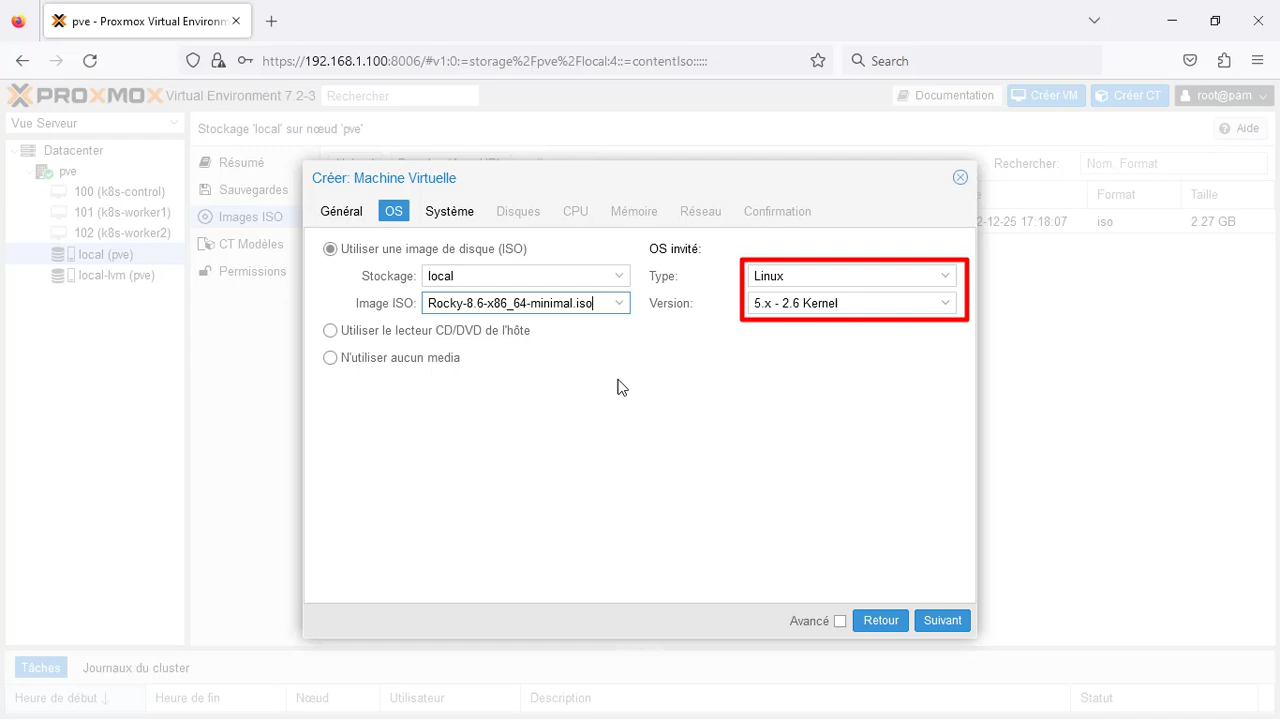 pve - Proxmox Virtual Environm
https://192.168.1.100:8006/#v1:0:=storage%2Fpve%2Flocal:4::=contentIso:::::
Search
PROXMOX Virtual Environment 7.2-3 Rechercher Documentation Créer VM Créer CT root@pam
Vue Serveur
Stockage 'local' sur nœud 'pve'
Aide
Datacenter
pve
100 (k8s-control)
101 (k8s-worker1)
102 (k8s-worker2)
local (pve)
local-lvm (pve)
Résumé
Sauvegardes
Images ISO
CT Modèles
Permissions
Rechercher: Nom. Format
Format Taille
2-12-25 17:18:07 iso 2.27 GB
Créer: Machine Virtuelle
Général OS Système Disques CPU Mémoire Réseau Confirmation
Utiliser une image de disque (ISO)
Stockage: local
Image ISO: Rocky-8.6-x86_64-minimal.iso
Utiliser le lecteur CD/DVD de l'hôte
N'utiliser aucun media
OS invité:
Type: Linux
Version: 5.x - 2.6 Kernel
Avancé Retour Suivant
Tâches Journaux du cluster
Heure de début Heure de fin Nœud Utilisateur Description Statut